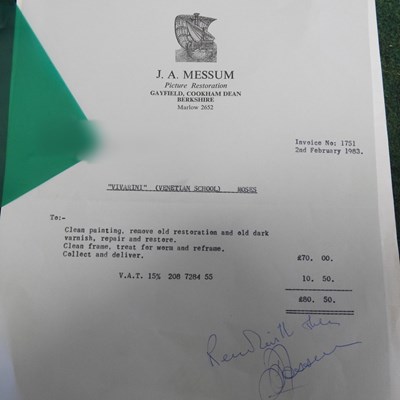 J. A. MESSUM
Picture Restoration
GAYFIELD, COOKHAM DEAN
BERKSHIRE
Marlow 2652
Invoice No: 1751
2nd February 1983.
"VIVARINI" (VENETIAN SCHOOL) MOSES
To:-
Clean painting, remove old restoration and old dark
varnish, repair and restore.
Clean frame, treat for worm and reframe.
Collect and deliver. £70. 00.
V.A.T. 15% 208 7284 55 10. 50.
£80. 50.
Messum